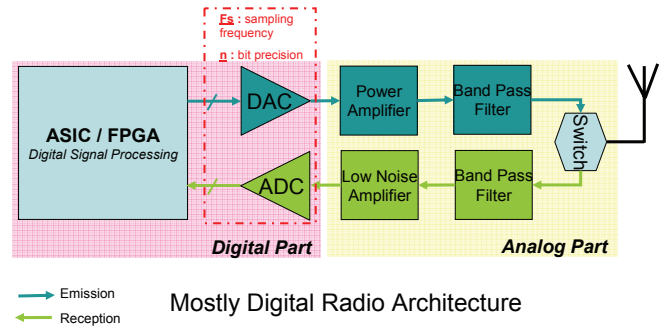 Fs : sampling
frequency
n : bit precision
ASIC / FPGA
Digital Signal Processing
DAC
Power
Amplifier
Band Pass
Filter
Switch
ADC
Low Noise
Amplifier
Band Pass
Filter
Digital Part
Analog Part
Emission
Reception
Mostly Digital Radio Architecture